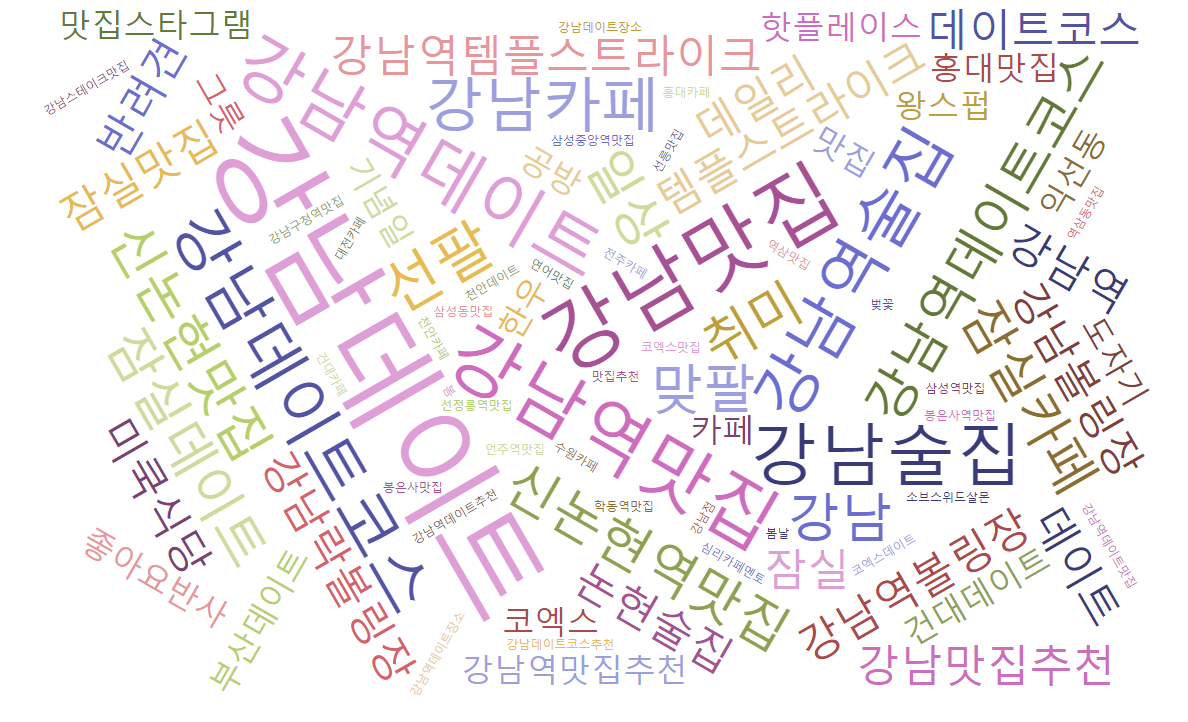 맛집스타그램
강남데이트장소
핫플레이스
데이트코스
강남역템플스트라이크
홍대맛집
강남스테이크맛집
반려견
그릇
강남역데이트
강남카페
홍대카페
데일리
템플스트라이크
왕스펍
강남역데이트코스
잠실맛집
강남데이트
기념일
공방
삼성중앙역맛집
일상
선릉맛집
맛집
강남역술집
익선동
역삼동맛집
강남구청역맛집
대전카페
강남맛집
전주카페
역삼맛집
강남역
신논현맛집
강남데이트코스
선팔
천안데이트
연어맛집
하아
삼성동맛집
천안카페
취미
벚꽃
잠실카페
강남볼링장
도자기
잠실데이트
건대카페
봄
선정릉역맛집
강남역맛집
코엑스맛집
맛집추천
맞팔
삼성역맛집
봉은사역맛집
카페
강남술집
미쿡식당
강남락볼링장
언주역맛집
수원카페
봉은사맛집
강남역데이트추천
신논현역맛집
학동역맛집
강남점
강남
소브스위드살몬
봄날
심리카페멘토
잠실
코엑스데이트
강남역볼링장
데이트
강남역데이트맛집
좋아요반사
부산데이트
논현술집
건대데이트
코엑스
강남데이트코스추천
강남역데이트장소
강남역맛집추천
강남맛집추천